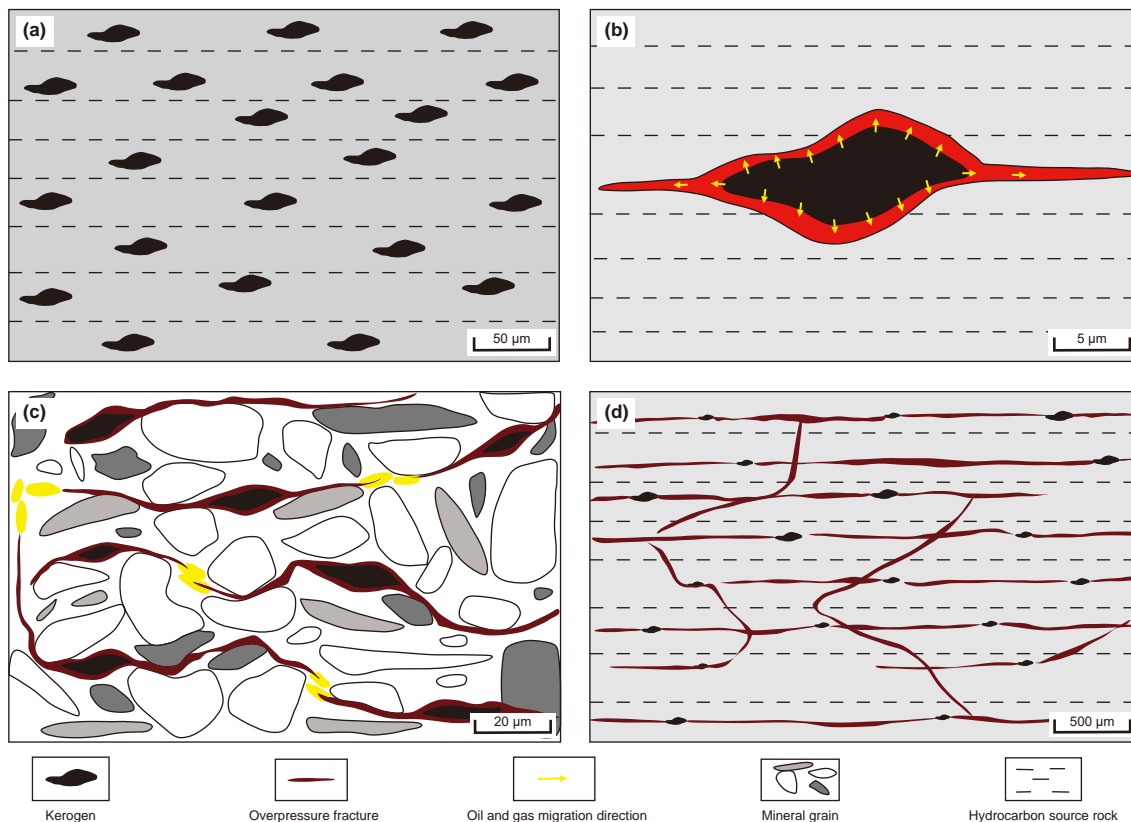 (a)
50 μm
(b)
5 μm
(c)
20 μm
(d)
500 μm
Kerogen
Overpressure fracture
Oil and gas migration direction
Mineral grain
Hydrocarbon source rock